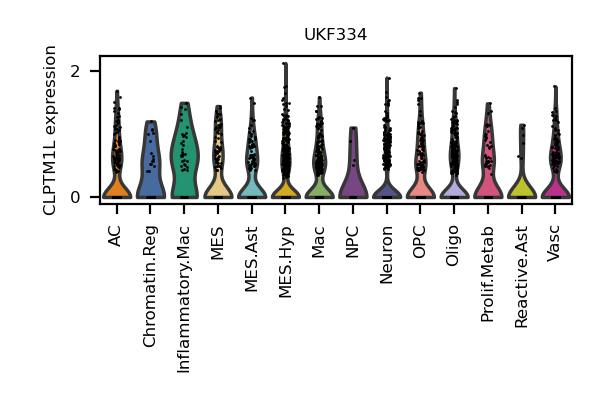 UKF334
CLPTM1L expression
2
0
AC
Chromatin.Reg
Inflammatory.Mac
MES
MES.Ast
MES.Hyp
Mac
NPC
Neuron
OPC
Oligo
Prolif.Metab
Reactive.Ast
Vasc